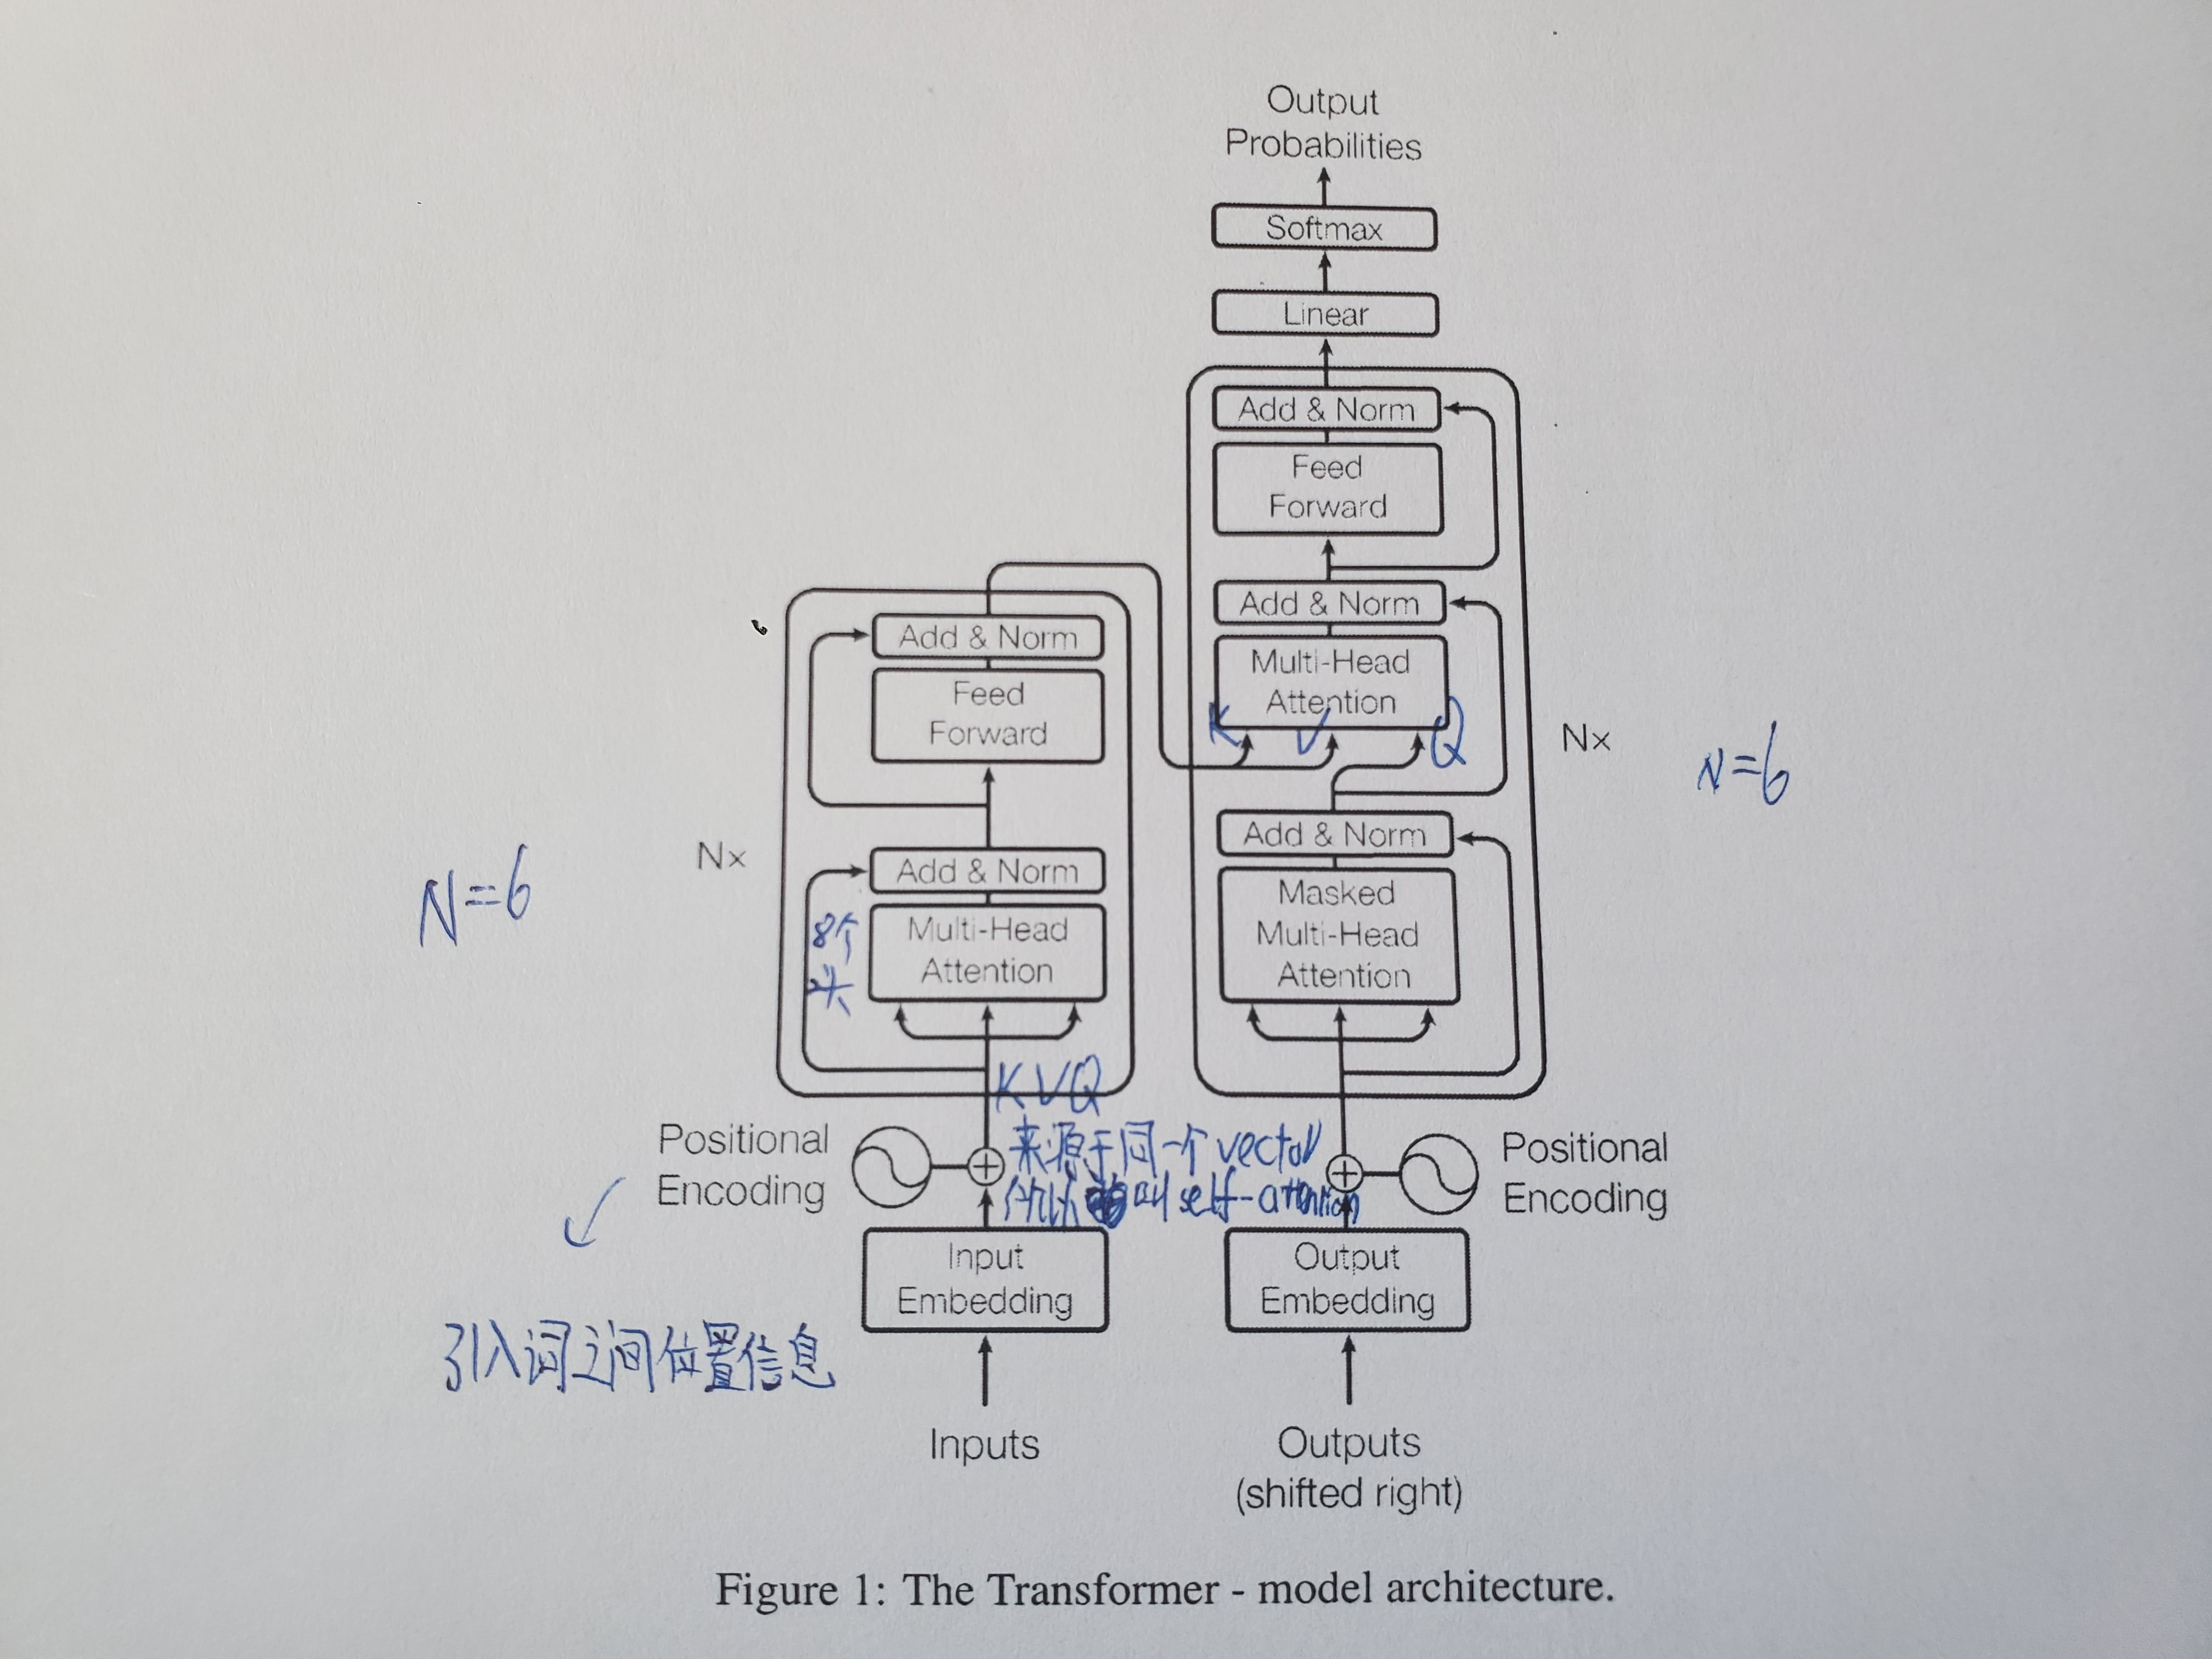 Output
Probabilities
Softmax
Linear
Add & Norm
Feed
Forward
Add & Norm
Multi-Head
Attention
K V Q
Nx
N=6
Add & Norm
Masked
Multi-Head
Attention
Add & Norm
Feed
Forward
Nx
N=6
Add & Norm
Multi-Head
Attention
8个
头
KVQ
来源于同一个vector
所以叫self-attention
Positional
Encoding
Positional
Encoding
引入词之间位置信息
Input
Embedding
Output
Embedding
Inputs
Outputs
(shifted right)
Figure 1: The Transformer - model architecture.